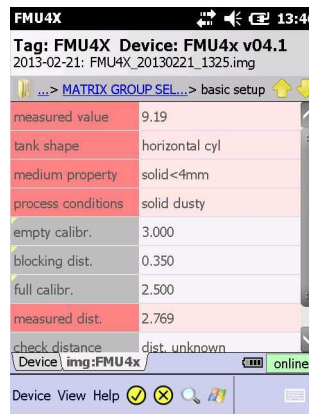 FMU4X 13:46
Tag: FMU4X Device: FMU4x v04.1
2013-02-21: FMU4X_20130221_1325.img
...> MATRIX GROUP SEL...> basic setup
measured value 9.19
tank shape horizontal cyl
medium property solid<4mm
process conditions solid dusty
empty calibr. 3.000
blocking dist. 0.350
full calibr. 2.500
measured dist. 2.769
check distance dist. unknown
Device img:FMU4x online
Device View Help